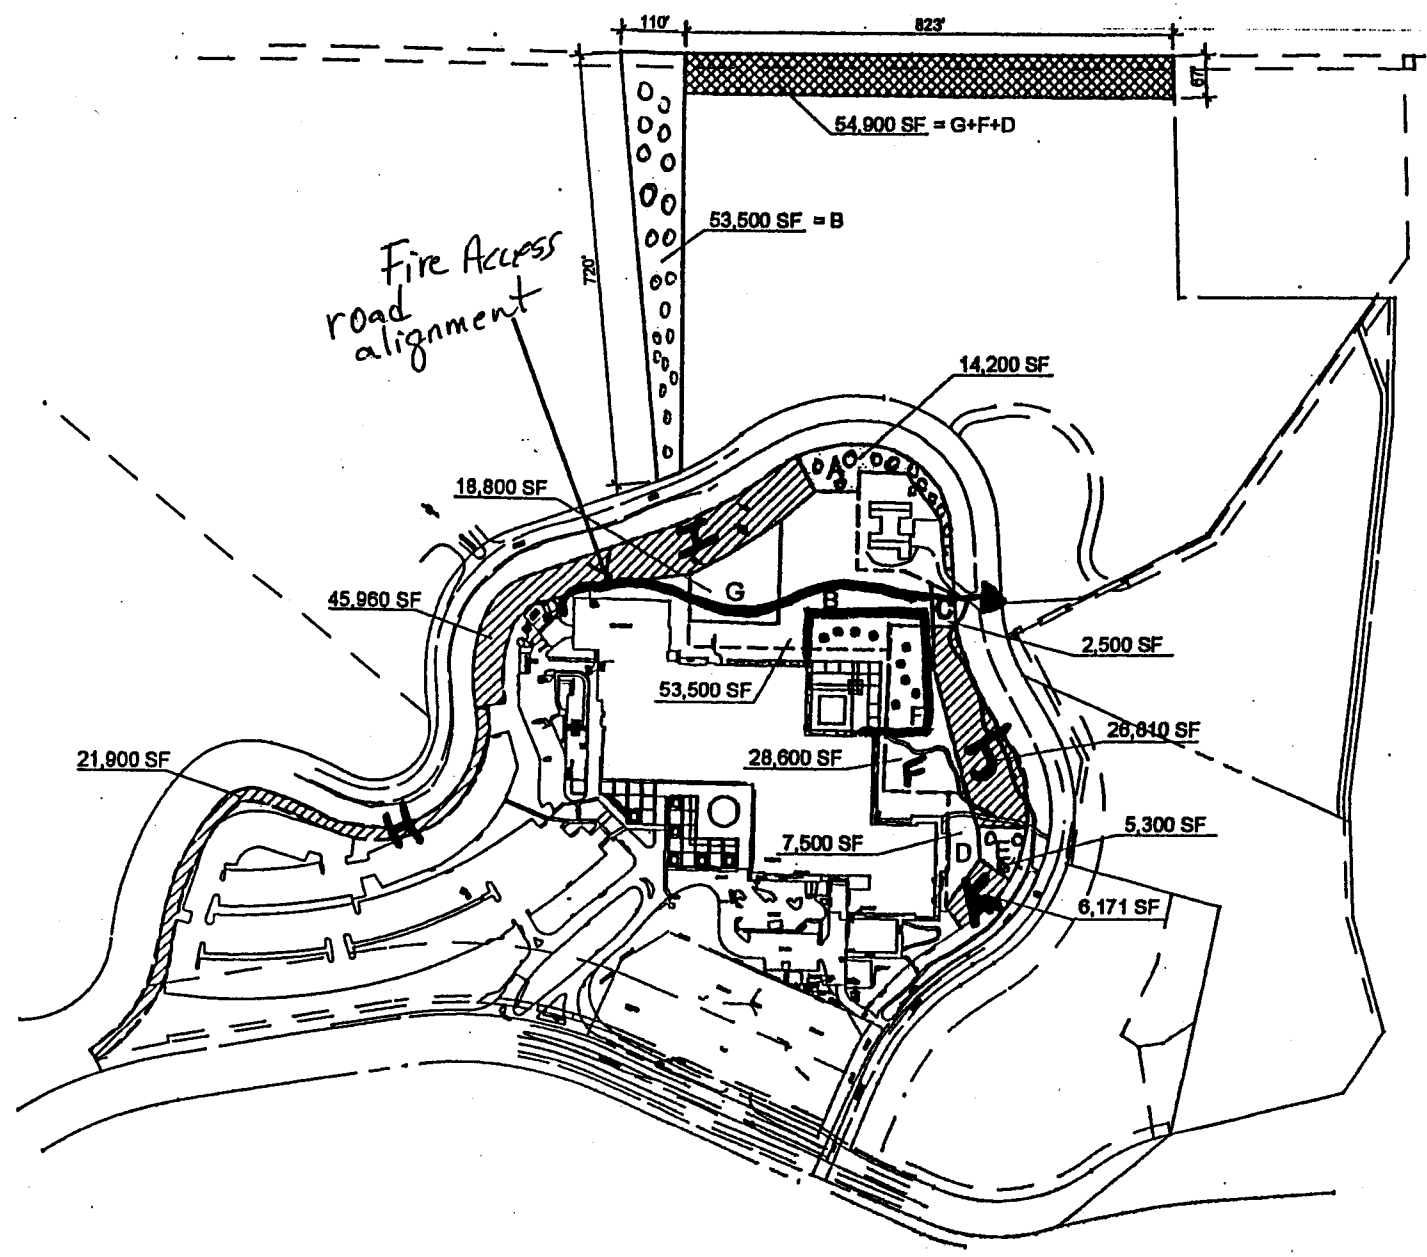 110'
823'
67'
54,900 SF = G+F+D
53,500 SF = B
720'
Fire Access
road
alignment
14,200 SF
A
18,800 SF
I
G
45,960 SF
B
C
2,500 SF
53,500 SF
F
26,810 SF
J
28,600 SF
F
21,900 SF
H
5,300 SF
7,500 SF
D
E
K
6,171 SF